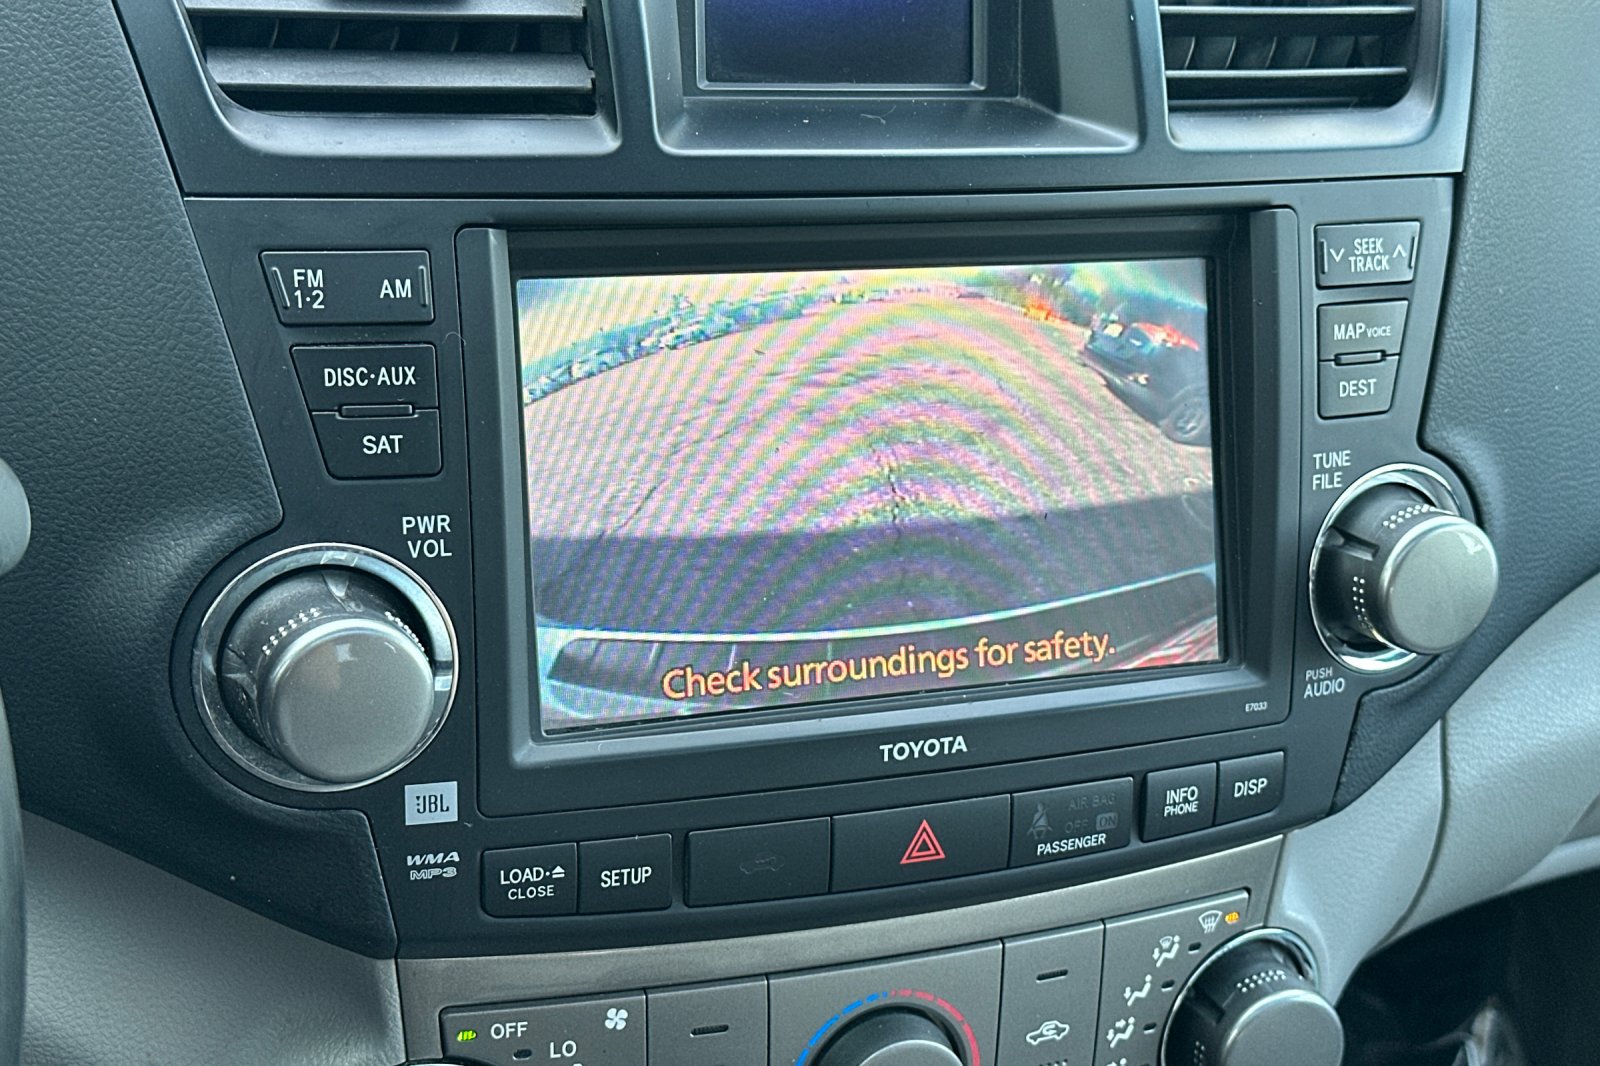 FM
1·2
AM
DISC·AUX
SAT
PWR
VOL
SEEK
TRACK
MAP VOICE
DEST
TUNE
FILE
PUSH
AUDIO
Check surroundings for safety.
E7033
TOYOTA
JBL
WMA
MP3
LOAD·
CLOSE
SETUP
AIR BAG
OFF ON
PASSENGER
INFO
PHONE
DISP
OFF
LO